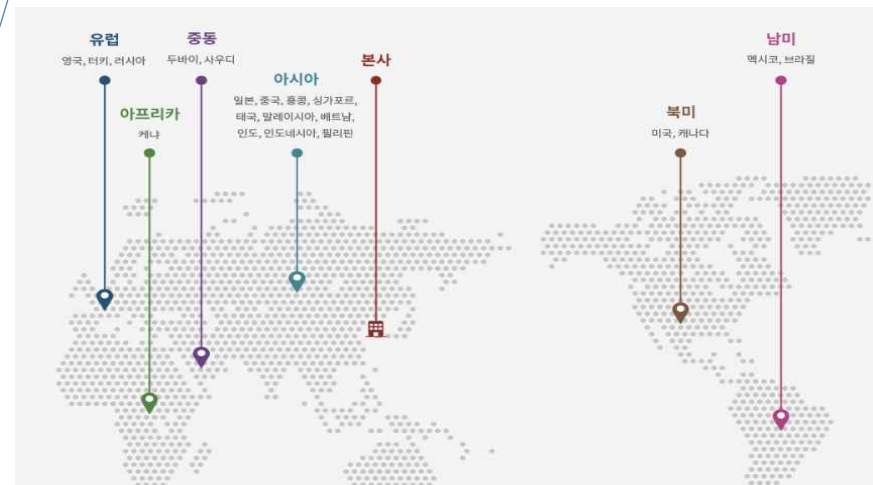 유럽
영국, 터키, 러시아
중동
두바이, 사우디
아프리카
케냐
아시아
일본, 중국, 홍콩, 싱가포르,
태국, 말레이시아, 베트남,
인도, 인도네시아, 필리핀
본사
북미
미국, 캐나다
남미
멕시코, 브라질